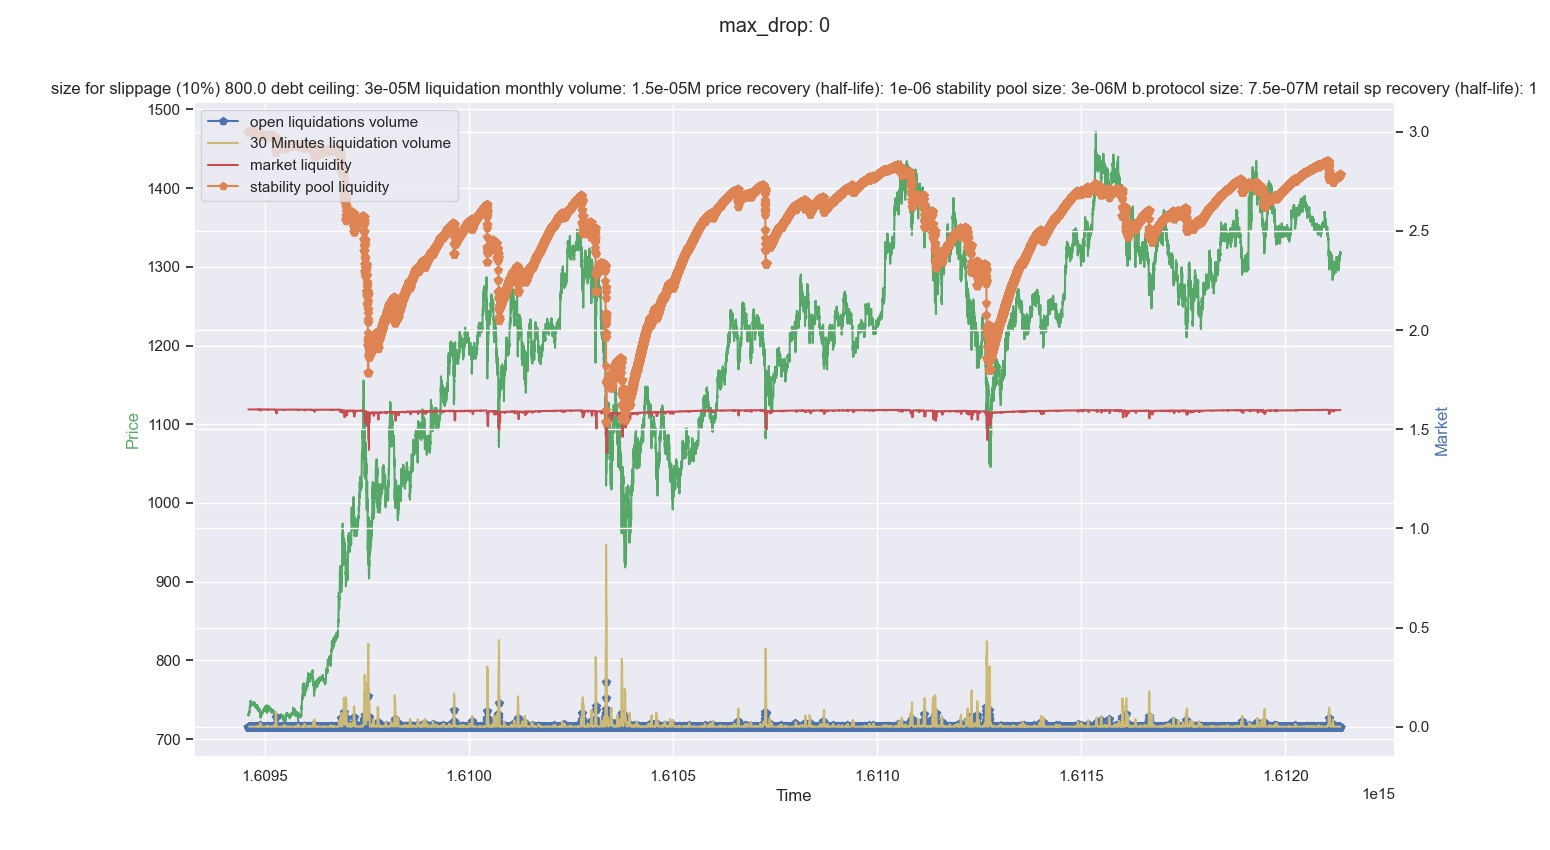 max_drop: 0
size for slippage (10%) 800.0 debt ceiling: 3e-05M liquidation monthly volume: 1.5e-05M price recovery (half-life): 1e-06 stability pool size: 3e-06M b.protocol size: 7.5e-07M retail sp recovery (half-life): 1
open liquidations volume
30 Minutes liquidation volume
market liquidity
stability pool liquidity
1500
1400
1300
1200
1100
1000
900
800
700
Price
3.0
2.5
2.0
1.5
1.0
0.5
0.0
Market
1.6095 1.6100 1.6105 1.6110 1.6115 1.6120
Time
1e15